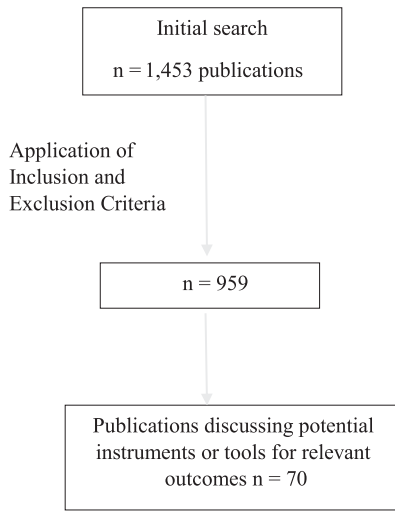 Initial search
n = 1,453 publications
Application of
Inclusion and
Exclusion Criteria
n = 959
Publications discussing potential
instruments or tools for relevant
outcomes n = 70